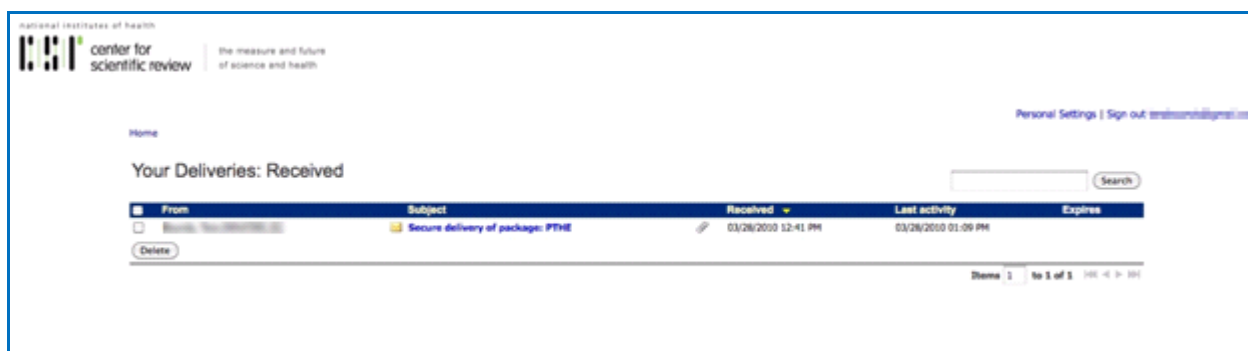 national institutes of health
center for
scientific review
the measure and future
of science and health
Personal Settings | Sign out
Home
Your Deliveries: Received
Search
From Subject Received Last activity Expires
Secure delivery of package: PTHE 03/28/2010 12:41 PM 03/28/2010 01:09 PM
Delete
Items 1 to 1 of 1